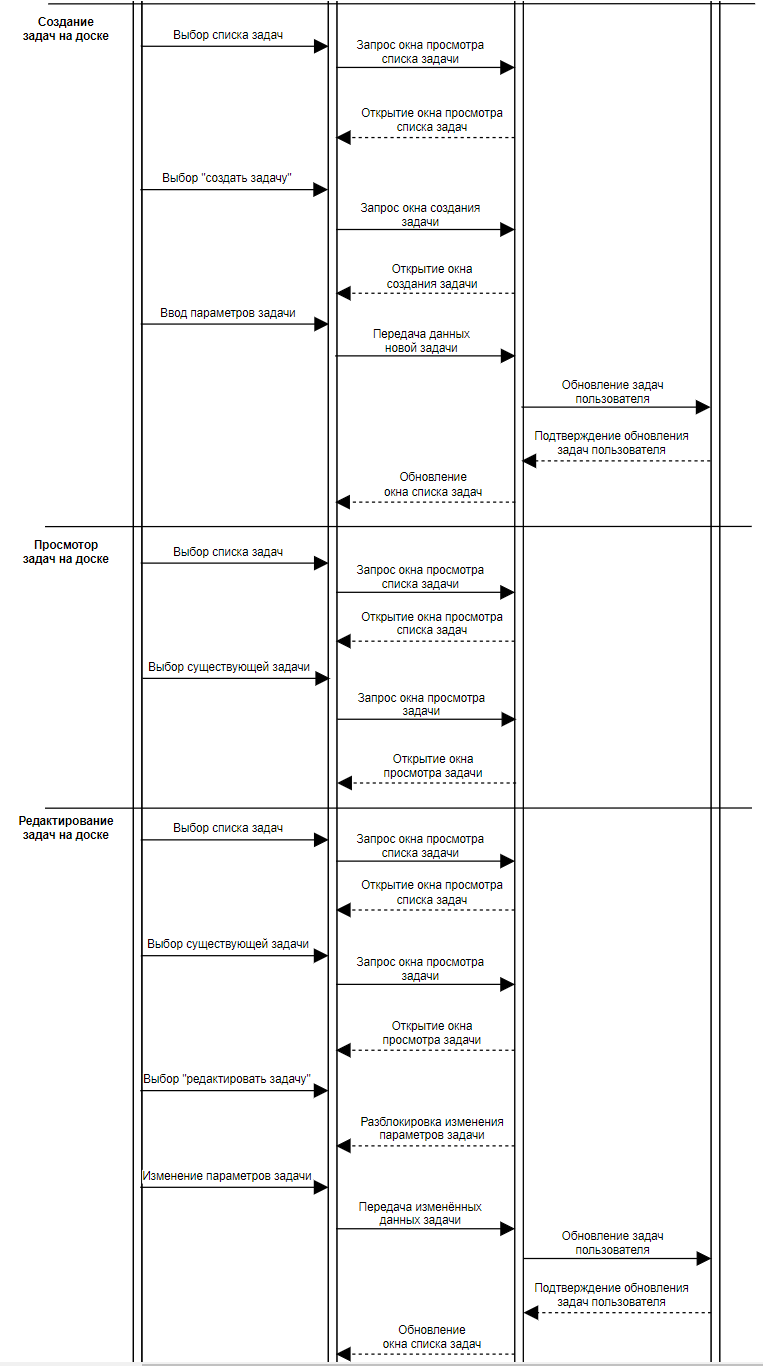 Создание
задач на доске
Выбор списка задач
Запрос окна просмотра
списка задачи
Открытие окна просмотра
списка задач
Выбор "создать задачу"
Запрос окна создания
задачи
Открытие окна
создания задачи
Ввод параметров задачи
Передача данных
новой задачи
Обновление задач
пользователя
Подтверждение обновления
задач пользователя
Обновление
окна списка задач
Просмотор
задач на доске
Выбор списка задач
Запрос окна просмотра
списка задачи
Открытие окна просмотра
списка задач
Выбор существующей задачи
Запрос окна просмотра
задачи
Открытие окна
просмотра задачи
Редактирование
задач на доске
Выбор списка задач
Запрос окна просмотра
списка задачи
Открытие окна просмотра
списка задач
Выбор существующей задачи
Запрос окна просмотра
задачи
Открытие окна
просмотра задачи
Выбор "редактировать задачу"
Разблокировка изменения
параметров задачи
Изменение параметров задачи
Передача изменённых
данных задачи
Обновление задач
пользователя
Подтверждение обновления
задач пользователя
Обновление
окна списка задач